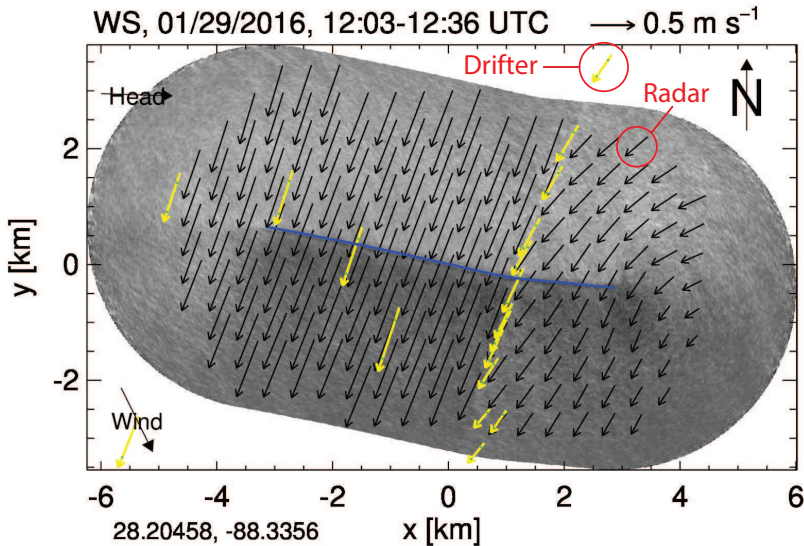 WS, 01/29/2016, 12:03-12:36 UTC
0.5 m s⁻¹
Drifter
Radar
Head
N
Wind
y [km]
2
0
-2
-6
-4
-2
0
2
4
6
28.20458, -88.3356
x [km]